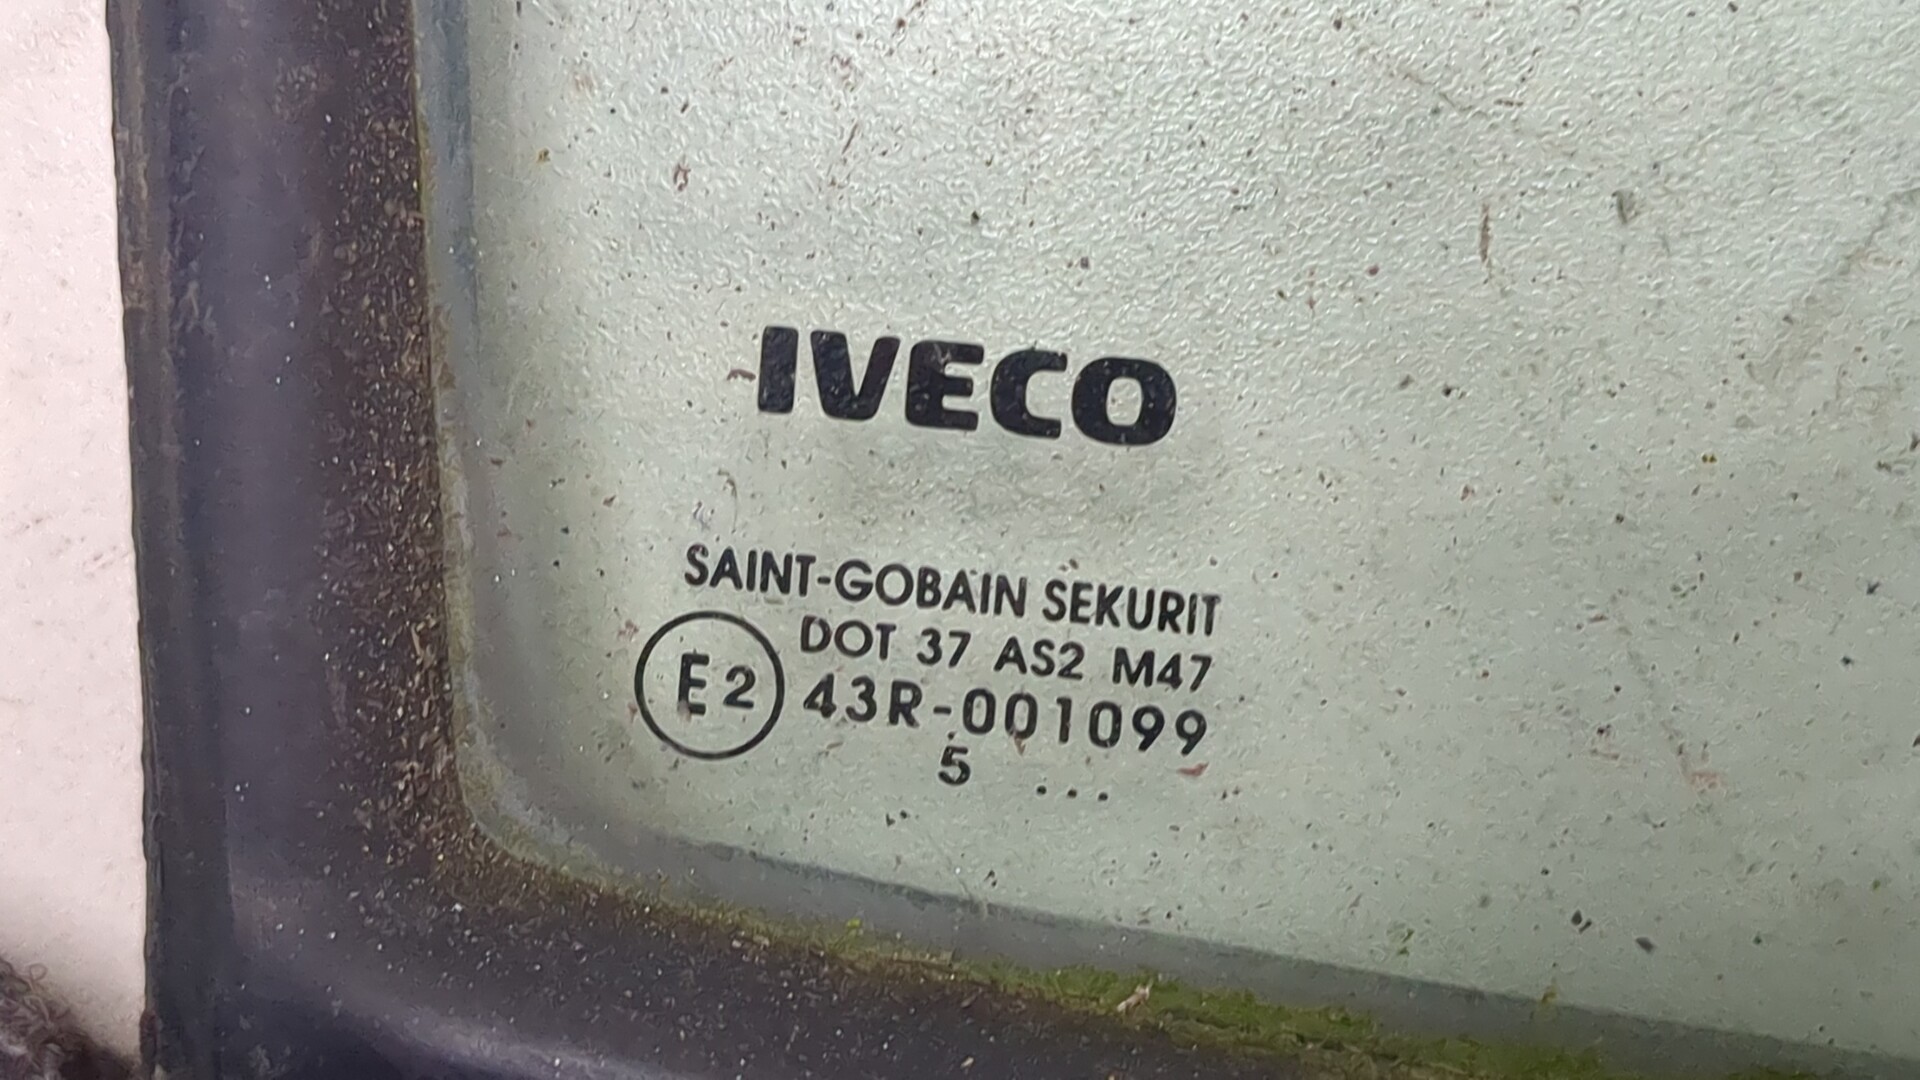 IVECO
SAINT-GOBAIN SEKURIT
DOT 37 AS2 M47
E2 43R-001099
5 ...